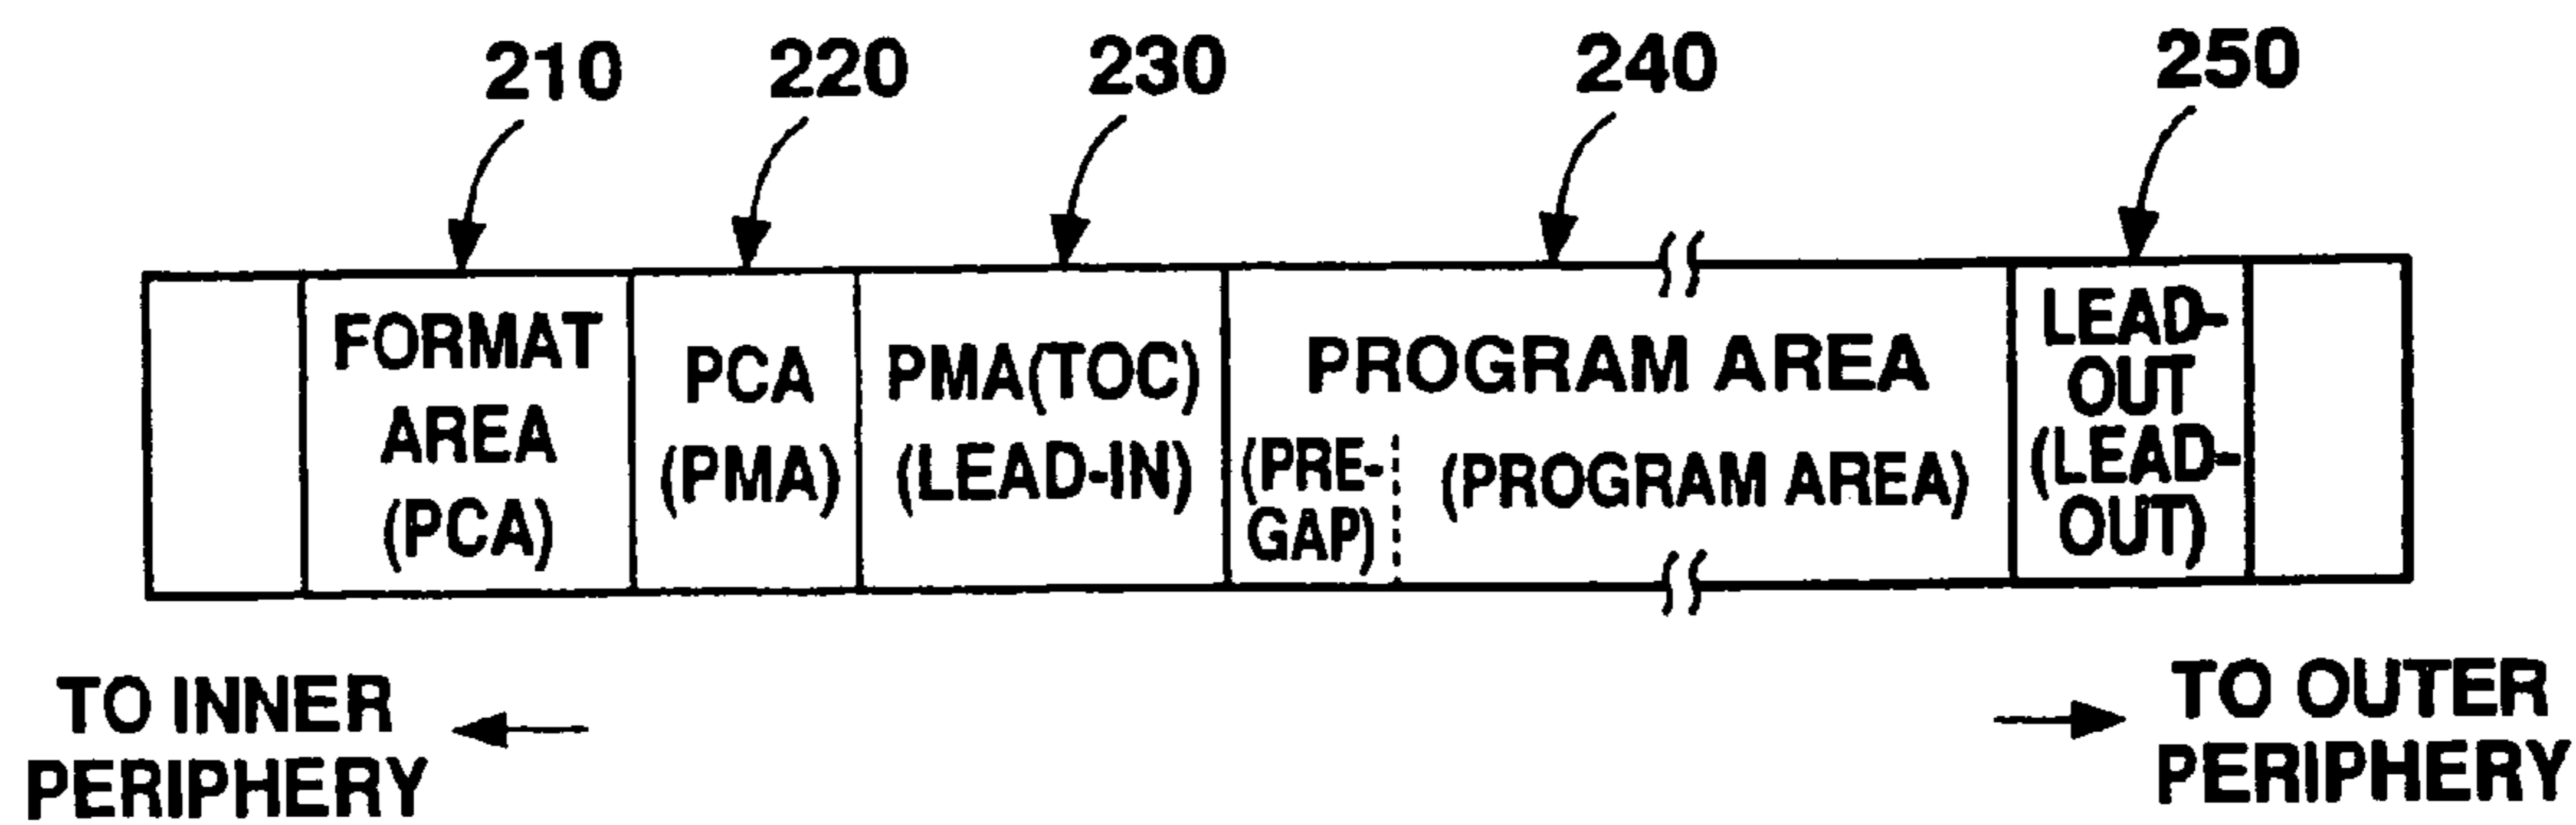 210 220 230 240 250
FORMAT
AREA
(PCA)
PCA
(PMA)
PMA(TOC)
(LEAD-IN)
PROGRAM AREA
(PRE-
GAP)
(PROGRAM AREA)
LEAD-
OUT
(LEAD-
OUT)
TO INNER
PERIPHERY
TO OUTER
PERIPHERY